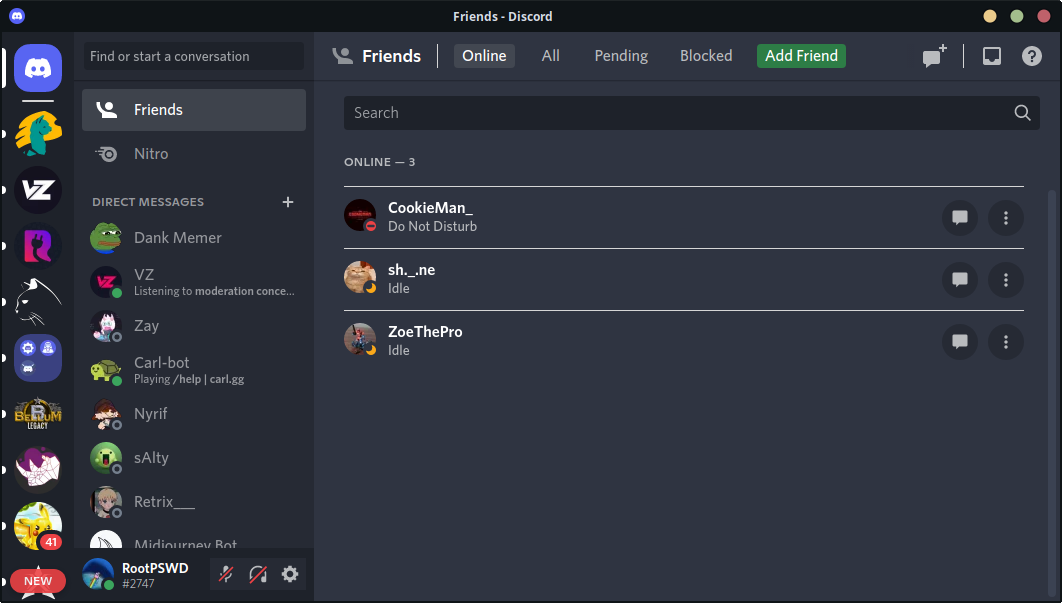 Friends - Discord
Find or start a conversation
Friends
Online
All
Pending
Blocked
Add Friend
Friends
Nitro
DIRECT MESSAGES
Dank Memer
VZ
Listening to moderation conce...
Zay
Carl-bot
Playing /help | carl.gg
Nyrif
sAlty
Retrix___
Midjourney Bot
RootPSWD
#2747
Search
ONLINE — 3
CookieMan_
Do Not Disturb
sh._.ne
Idle
ZoeThePro
Idle
VZ
VZ
B
BEDLUM
LEGACY
41
NEW